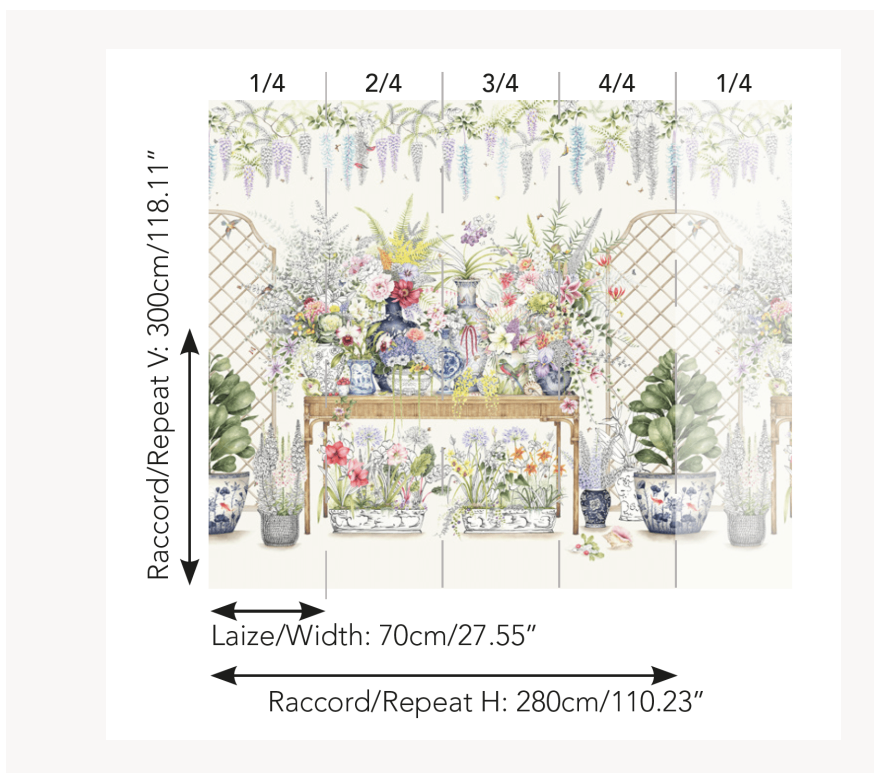 1/4 2/4 3/4 4/4 1/4
Raccord/Repeat V: 300cm/118.11”
Laize/Width: 70cm/27.55”
Raccord/Repeat H: 280cm/110.23”